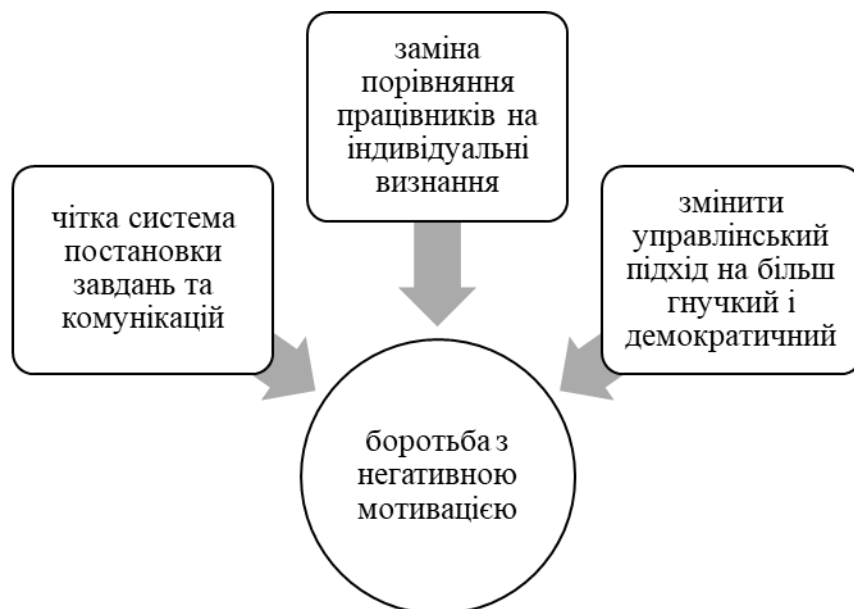 чітка система
постановки
завдань та
комунікацій
заміна
порівняння
працівників на
індивідуальні
визнання
змінити
управлінський
підхід на більш
гнучкий і
демократичний
боротьба з
негативною
мотивацією